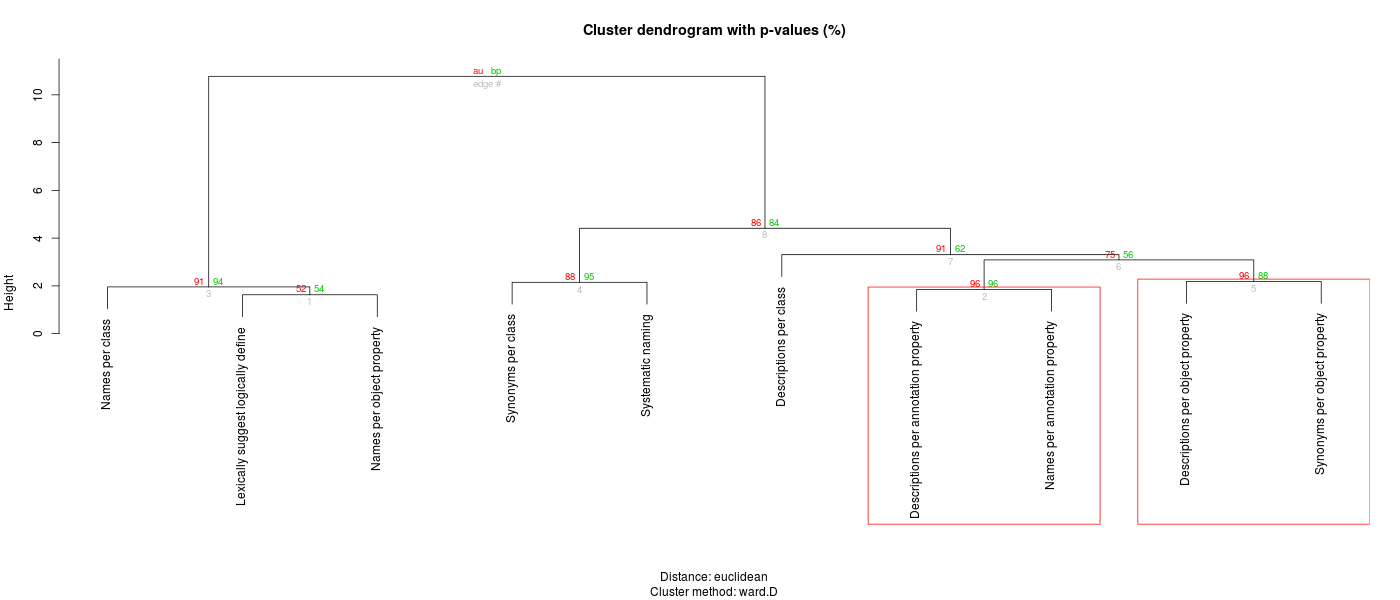 Cluster dendrogram with p-values (%)
au bp
edge #
Height
0
2
4
6
8
10
86 84
8
91 62
7
75 56
6
91 94
3
52 54
1
88 95
4
96 96
2
96 88
5
Names per class
Lexically suggest logically define
Names per object property
Synonyms per class
Systematic naming
Descriptions per class
Descriptions per annotation property
Names per annotation property
Descriptions per object property
Synonyms per object property
Distance: euclidean
Cluster method: ward.D